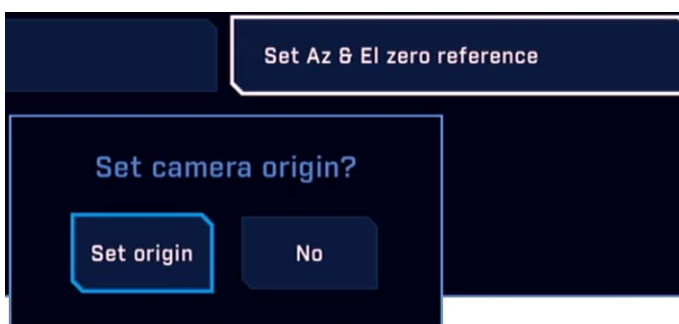 Set Az & El zero reference
Set camera origin?
Set origin
No